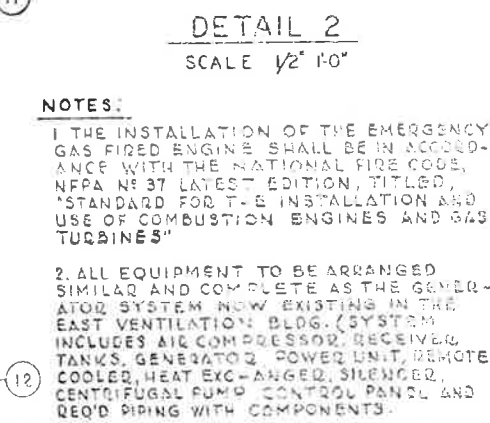 11
DETAIL 2
SCALE 1/2" 1'-0"
NOTES:
1 THE INSTALLATION OF THE EMERGENCY
GAS FIRED ENGINE SHALL BE IN ACCORD-
ANCE WITH THE NATIONAL FIRE CODE,
NFPA Nº 37 LATEST EDITION, TITLED,
"STANDARD FOR THE INSTALLATION AND
USE OF COMBUSTION ENGINES AND GAS
TURBINES"
2. ALL EQUIPMENT TO BE ARRANGED
SIMILAR AND COMPLETE AS THE GENER-
ATOR SYSTEM NOW EXISTING IN THE
EAST VENTILATION BLDG. (SYSTEM
INCLUDES AIR COMPRESSOR, RECEIVER
TANKS, GENERATOR POWER UNIT, REMOTE
12 COOLER, HEAT EXCHANGER, SILENCER,
CENTRIFUGAL PUMP CONTROL PANEL AND
REQ'D PIPING WITH COMPONENTS.